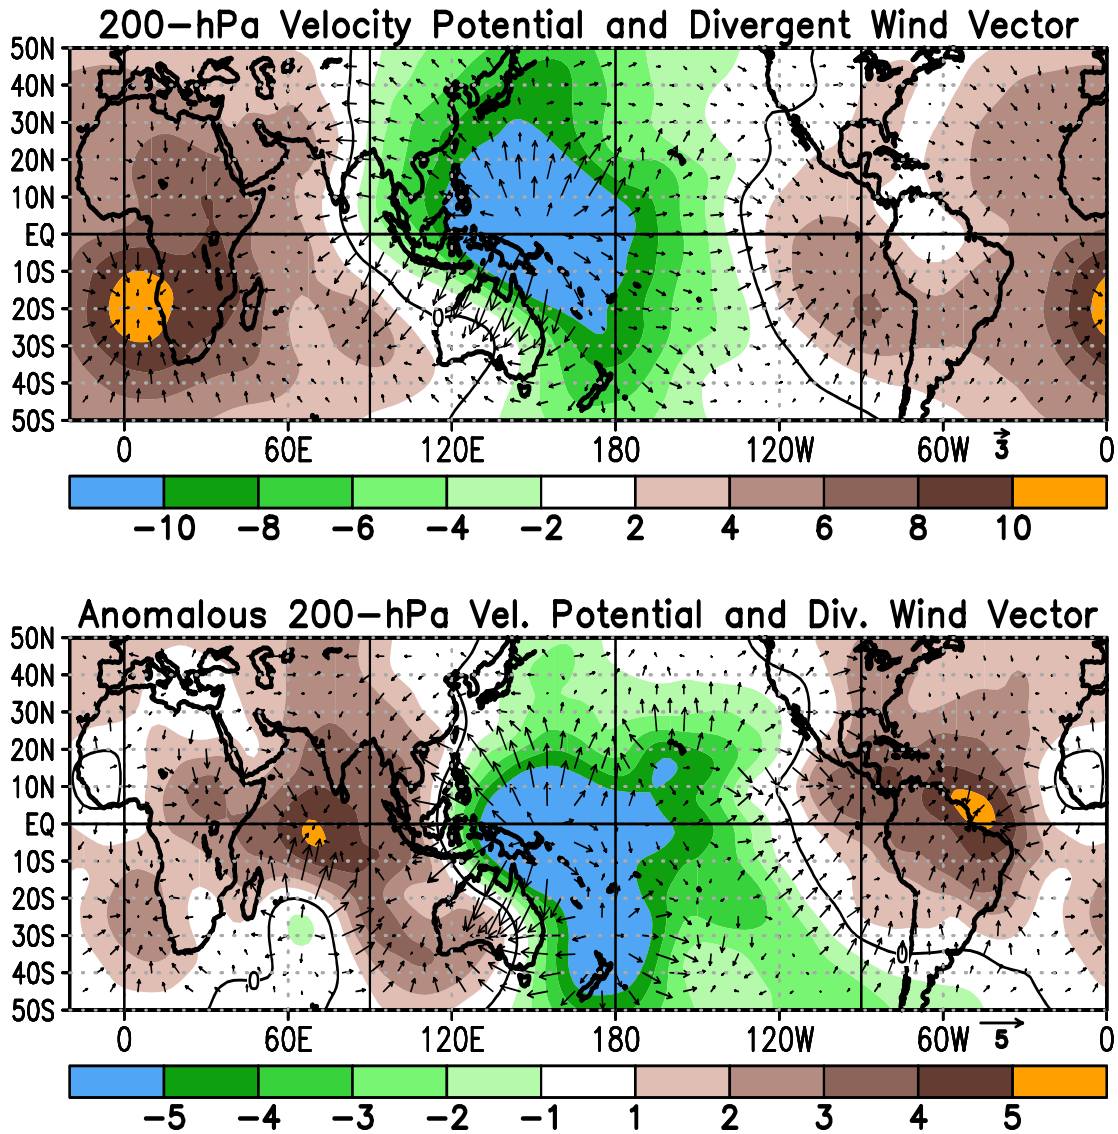 200-hPa Velocity Potential and Divergent Wind Vector
50N
40N
30N
20N
10N
EQ
10S
20S
30S
40S
50S
0
0 60E 120E 180 120W 60W 0
3
-10 -8 -6 -4 -2 2 4 6 8 10
Anomalous 200-hPa Vel. Potential and Div. Wind Vector
50N
40N
30N
20N
10N
EQ
10S
20S
30S
40S
50S
0
0
0 60E 120E 180 120W 60W 0
5
-5 -4 -3 -2 -1 1 2 3 4 5